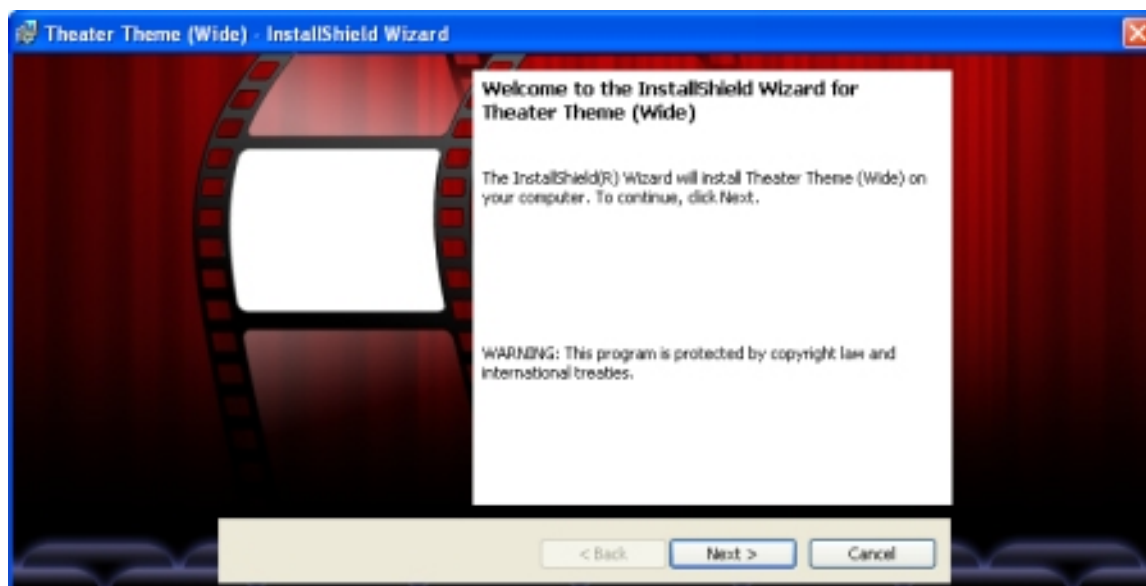 Theater Theme (Wide) - InstallShield Wizard
Welcome to the InstallShield Wizard for
Theater Theme (Wide)
The InstallShield(R) Wizard will install Theater Theme (Wide) on
your computer. To continue, click Next.
WARNING: This program is protected by copyright law and
international treaties.
< Back
Next >
Cancel